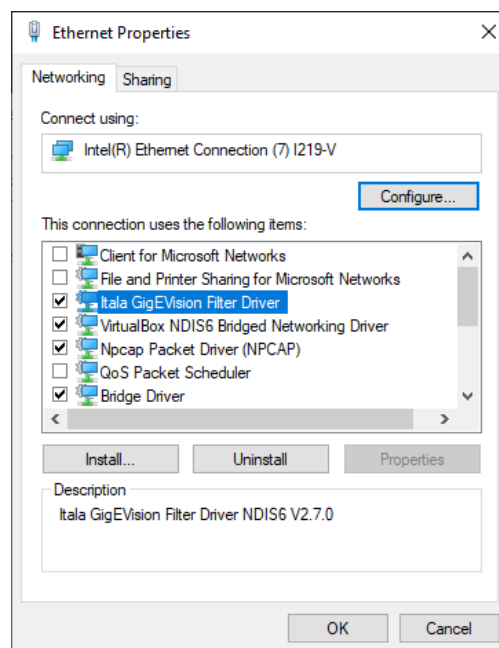 Ethernet Properties
Networking
Sharing
Connect using:
Intel(R) Ethernet Connection (7) I219-V
Configure...
This connection uses the following items:
Client for Microsoft Networks
File and Printer Sharing for Microsoft Networks
Itala GigEVision Filter Driver
VirtualBox NDIS6 Bridged Networking Driver
Npcap Packet Driver (NPCAP)
QoS Packet Scheduler
Bridge Driver
Install...
Uninstall
Properties
Description
Itala GigEVision Filter Driver NDIS6 V2.7.0
OK
Cancel